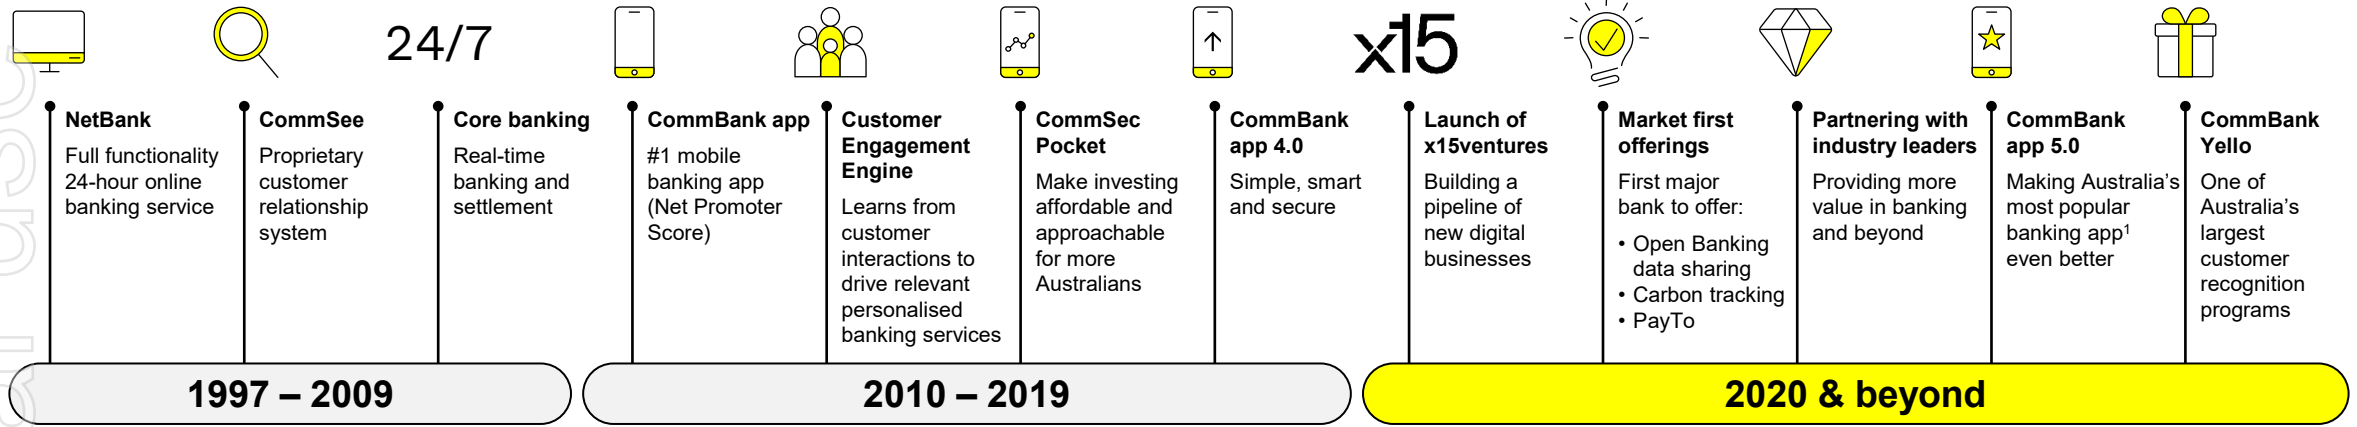 24/7
x15
NetBank
Full functionality
24-hour online
banking service
CommSee
Proprietary
customer
relationship
system
Core banking
Real-time
banking and
settlement
CommBank app
#1 mobile
banking app
(Net Promoter
Score)
Customer
Engagement
Engine
Learns from
customer
interactions to
drive relevant
personalised
banking services
CommSec
Pocket
Make investing
affordable and
approachable
for more
Australians
CommBank
app 4.0
Simple, smart
and secure
Launch of
x15ventures
Building a
pipeline of
new digital
businesses
Market first
offerings
First major
bank to offer:
• Open Banking
data sharing
• Carbon tracking
• PayTo
Partnering with
industry leaders
Providing more
value in banking
and beyond
CommBank
app 5.0
Making Australia's
most popular
banking app¹
even better
CommBank
Yello
One of
Australia's
largest
customer
recognition
programs
1997 – 2009
2010 – 2019
2020 & beyond